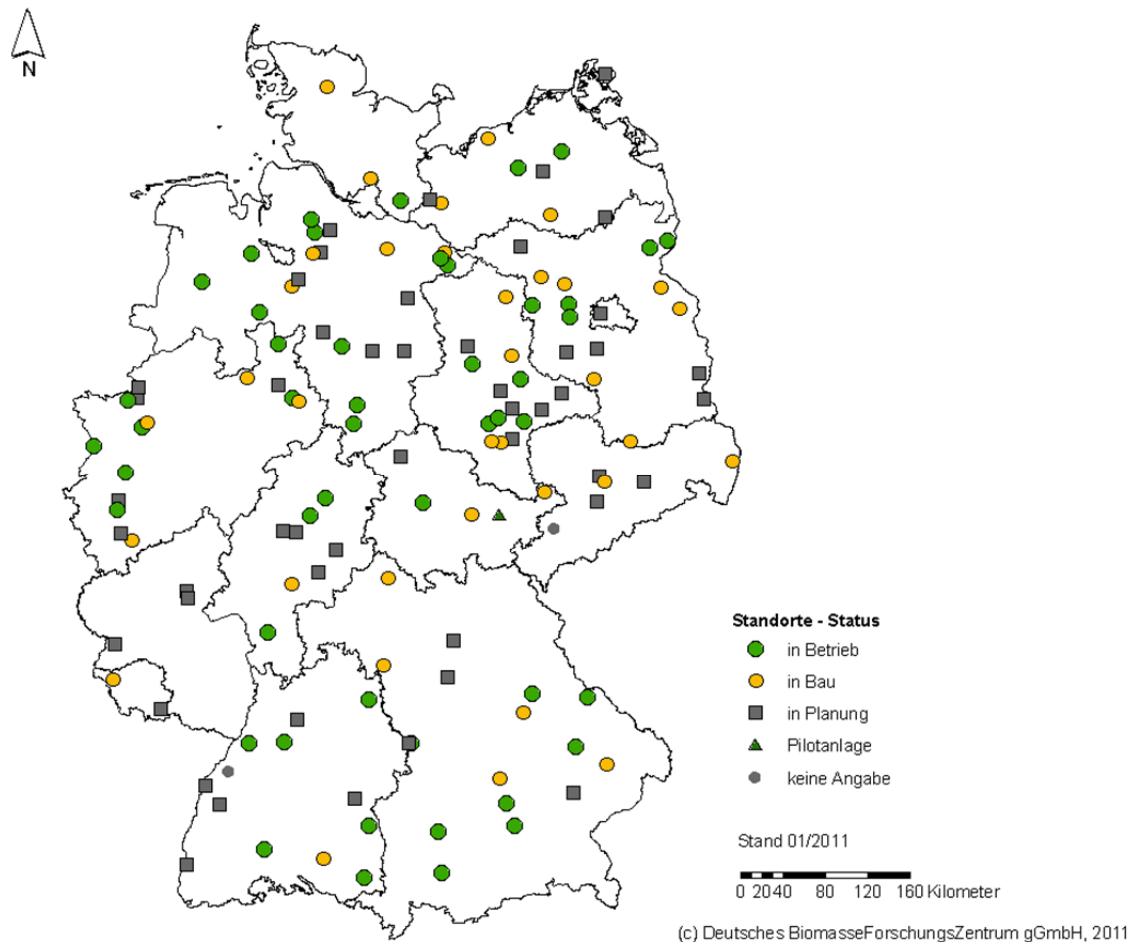 N
Standorte - Status
in Betrieb
in Bau
in Planung
Pilotanlage
keine Angabe
Stand 01/2011
0 20 40 80 120 160 Kilometer
(c) Deutsches BiomasseForschungsZentrum gGmbH, 2011